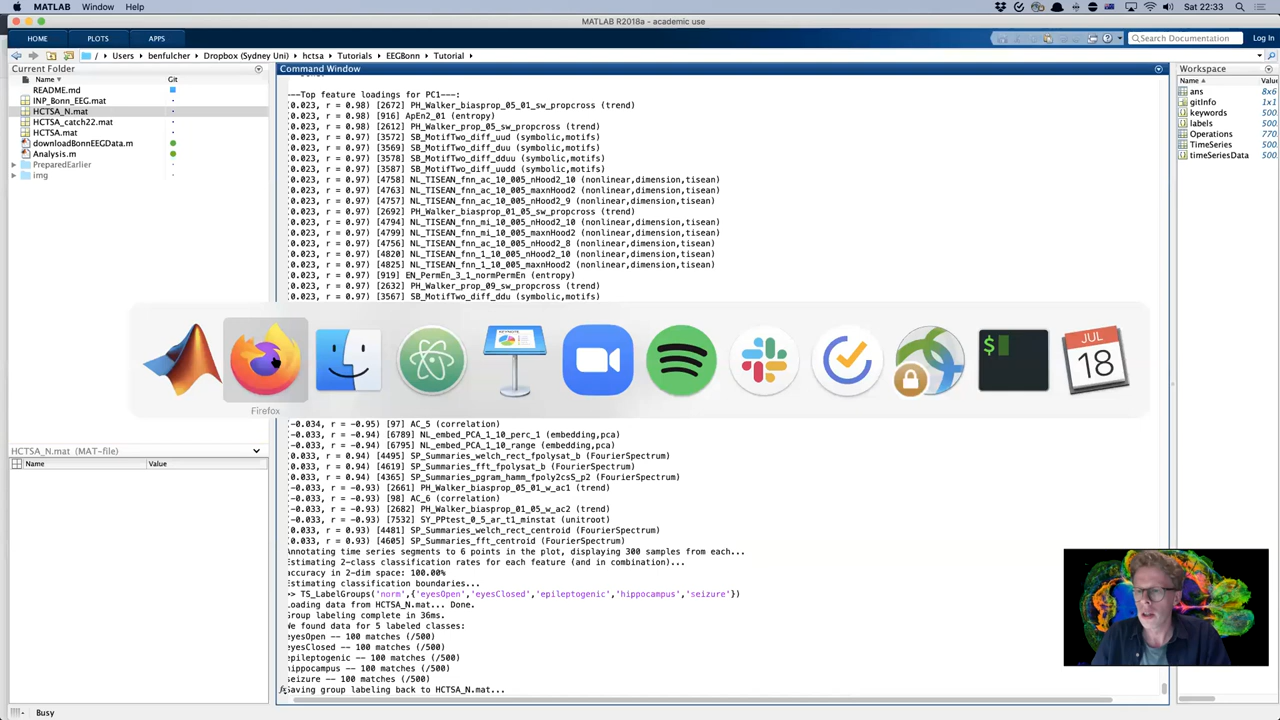 MATLAB Window Help
Sat 22:33
MATLAB R2018a - academic use
HOME PLOTS APPS
Search Documentation Log In
/ Users benfulcher Dropbox (Sydney Uni) hctsa Tutorials EEGBonn Tutorial
Current Folder
Name Git
README.md
INP_Bonn_EEG.mat
HCTSA_N.mat
HCTSA_catch22.mat
HCTSA.mat
downloadBonnEEGData.m
Analysis.m
PreparedEarlier
img
HCTSA_N.mat (MAT-file)
Name Value
Busy
Command Window
---Top feature loadings for PC1---:
(0.023, r = 0.98) [2672] PH_Walker_biasprop_05_01_sw_propcross (trend)
(0.023, r = 0.98) [916] ApEn2_01 (entropy)
(0.023, r = 0.98) [2612] PH_Walker_prop_05_sw_propcross (trend)
(0.023, r = 0.97) [3572] SB_MotifTwo_diff_uud (symbolic,motifs)
(0.023, r = 0.97) [3569] SB_MotifTwo_diff_duu (symbolic,motifs)
(0.023, r = 0.97) [3578] SB_MotifTwo_diff_dduu (symbolic,motifs)
(0.023, r = 0.97) [3587] SB_MotifTwo_diff_uudd (symbolic,motifs)
(0.023, r = 0.97) [4758] NL_TISEAN_fnn_ac_10_005_nHood2_10 (nonlinear,dimension,tisean)
(0.023, r = 0.97) [4763] NL_TISEAN_fnn_ac_10_005_maxnHood2 (nonlinear,dimension,tisean)
(0.023, r = 0.97) [4757] NL_TISEAN_fnn_ac_10_005_nHood2_9 (nonlinear,dimension,tisean)
(0.023, r = 0.97) [2692] PH_Walker_biasprop_01_05_sw_propcross (trend)
(0.023, r = 0.97) [4794] NL_TISEAN_fnn_mi_10_005_nHood2_10 (nonlinear,dimension,tisean)
(0.023, r = 0.97) [4799] NL_TISEAN_fnn_mi_10_005_maxnHood2 (nonlinear,dimension,tisean)
(0.023, r = 0.97) [4756] NL_TISEAN_fnn_ac_10_005_nHood2_8 (nonlinear,dimension,tisean)
(0.023, r = 0.97) [4820] NL_TISEAN_fnn_1_10_005_nHood2_10 (nonlinear,dimension,tisean)
(0.023, r = 0.97) [4825] NL_TISEAN_fnn_1_10_005_maxnHood2 (nonlinear,dimension,tisean)
(0.023, r = 0.97) [919] EN_PermEn_3_1_normPermEn (entropy)
(0.023, r = 0.97) [2632] PH_Walker_prop_09_sw_propcross (trend)
(0.023, r = 0.97) [3567] SB_MotifTwo_diff_ddu (symbolic,motifs)
KEYNOTE
$
JUL
18
Firefox
(-0.034, r = -0.95) [97] AC_5 (correlation)
(-0.033, r = -0.94) [6789] NL_embed_PCA_1_10_perc_1 (embedding,pca)
(-0.033, r = -0.94) [6795] NL_embed_PCA_1_10_range (embedding,pca)
(0.033, r = 0.94) [4495] SP_Summaries_welch_rect_fpolysat_b (FourierSpectrum)
(0.033, r = 0.94) [4619] SP_Summaries_fft_fpolysat_b (FourierSpectrum)
(0.033, r = 0.94) [4365] SP_Summaries_pgram_hamm_fpoly2csS_p2 (FourierSpectrum)
(-0.033, r = -0.93) [2661] PH_Walker_biasprop_05_01_w_ac1 (trend)
(-0.033, r = -0.93) [98] AC_6 (correlation)
(-0.033, r = -0.93) [2682] PH_Walker_biasprop_01_05_w_ac2 (trend)
(-0.033, r = -0.93) [7532] SY_PPtest_0_5_ar_t1_minstat (unitroot)
(0.033, r = 0.93) [4481] SP_Summaries_welch_rect_centroid (FourierSpectrum)
(0.033, r = 0.93) [4605] SP_Summaries_fft_centroid (FourierSpectrum)
Annotating time series segments to 6 points in the plot, displaying 300 samples from each...
Estimating 2-class classification rates for each feature (and in combination)...
accuracy in 2-dim space: 100.00%
Estimating classification boundaries...
>> TS_LabelGroups('norm',{'eyesOpen','eyesClosed','epileptogenic','hippocampus','seizure'})
Loading data from HCTSA_N.mat... Done.
Group labeling complete in 36ms.
We found data for 5 labeled classes:
eyesOpen -- 100 matches (/500)
eyesClosed -- 100 matches (/500)
epileptogenic -- 100 matches (/500)
hippocampus -- 100 matches (/500)
seizure -- 100 matches (/500)
fx Saving group labeling back to HCTSA_N.mat...
Workspace
Name Value
ans 8x6
gitInfo 1x1
keywords 500
labels 500
Operations 770
TimeSeries 500
timeSeriesData 500